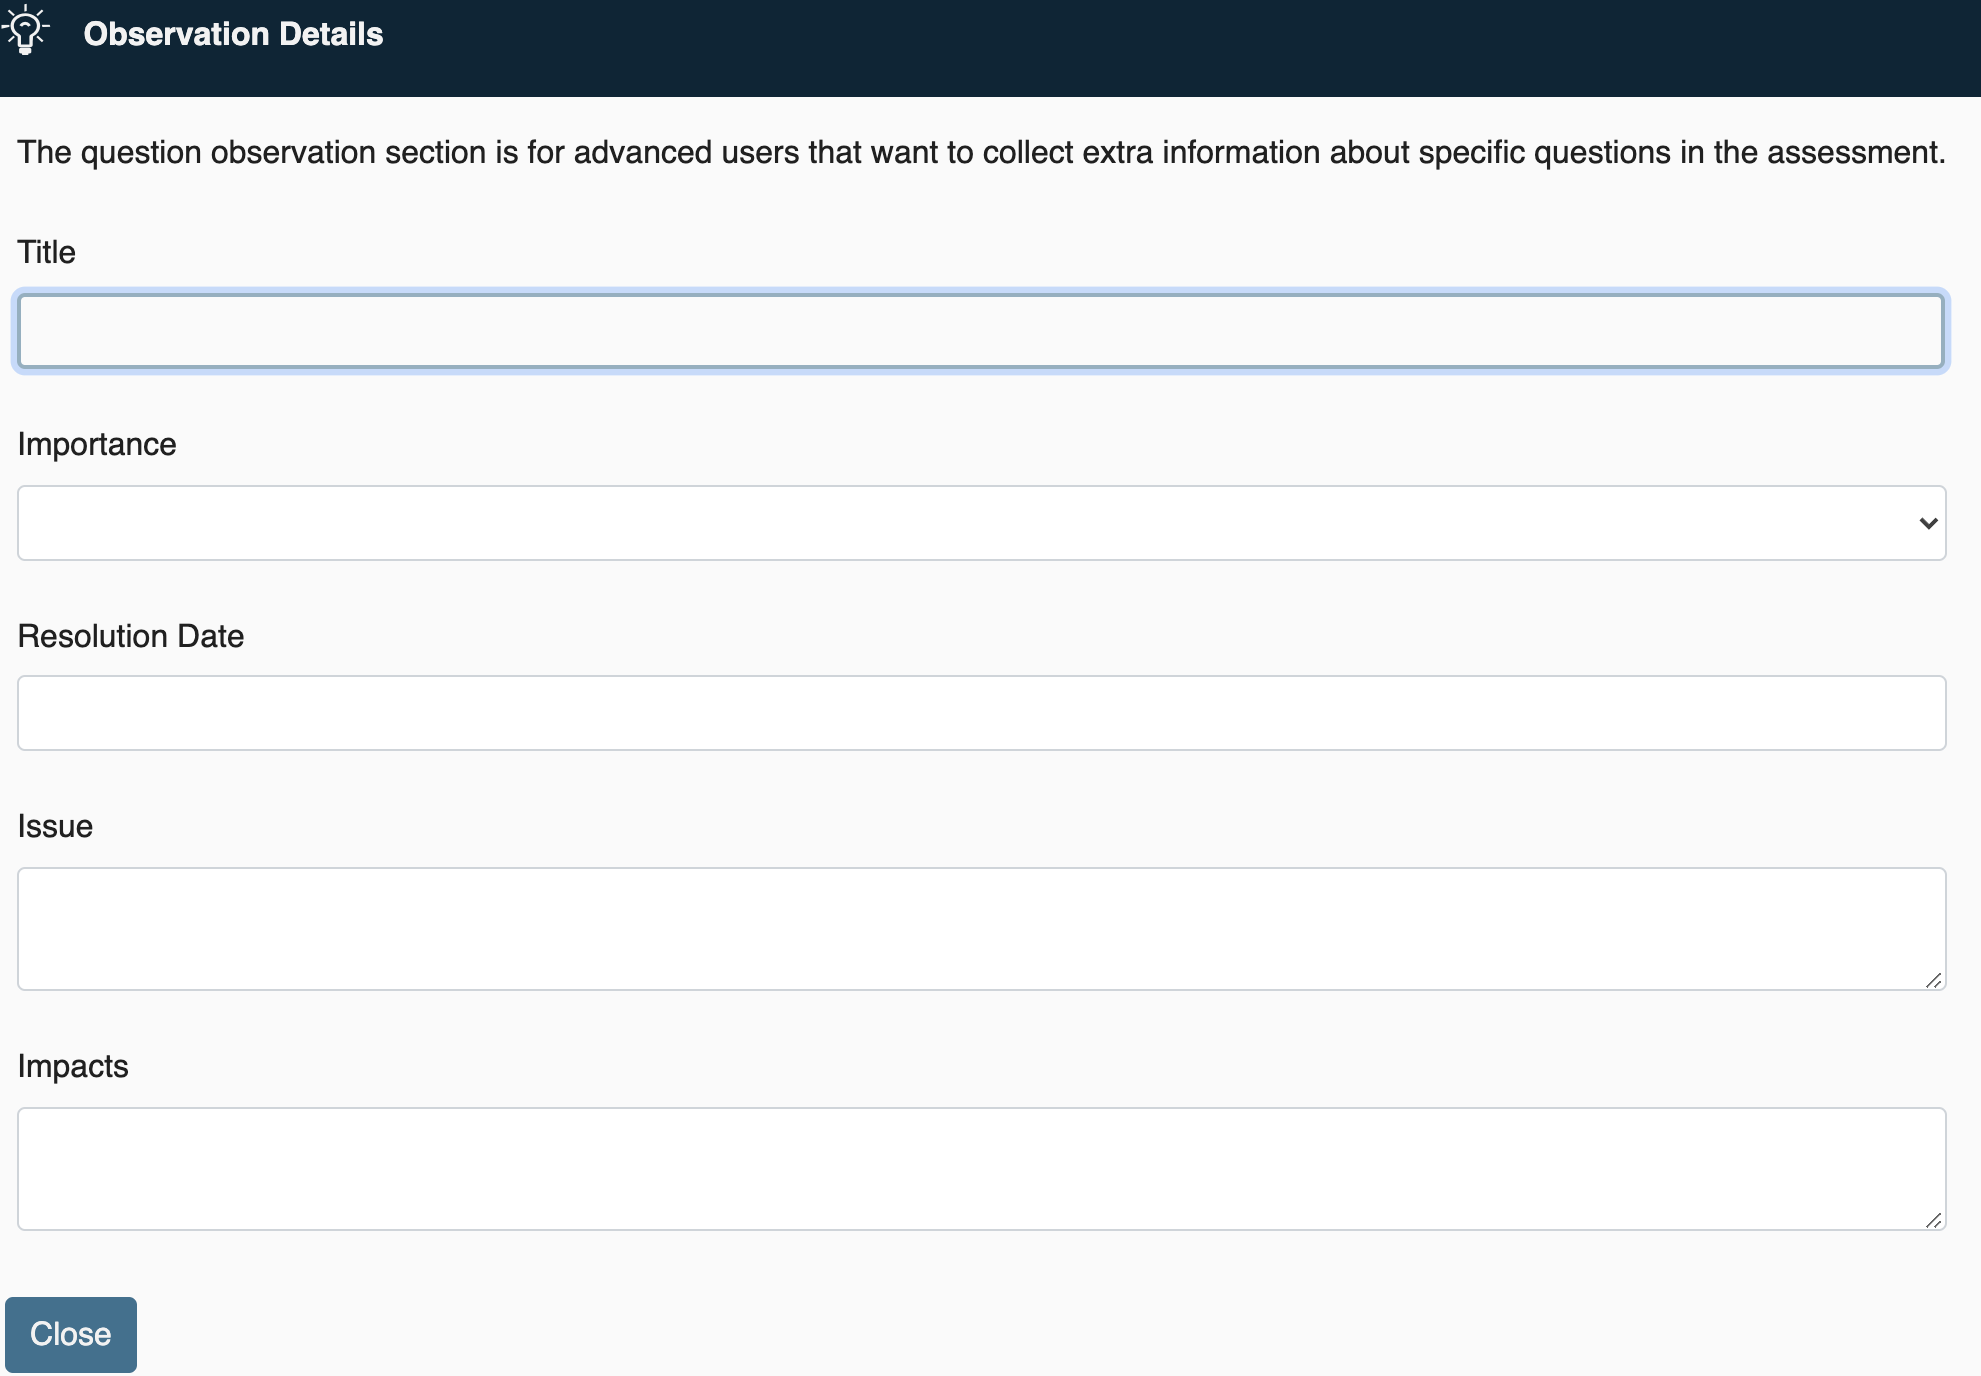 Observation Details
The question observation section is for advanced users that want to collect extra information about specific questions in the assessment.
Title
Importance
Resolution Date
Issue
Impacts
Close